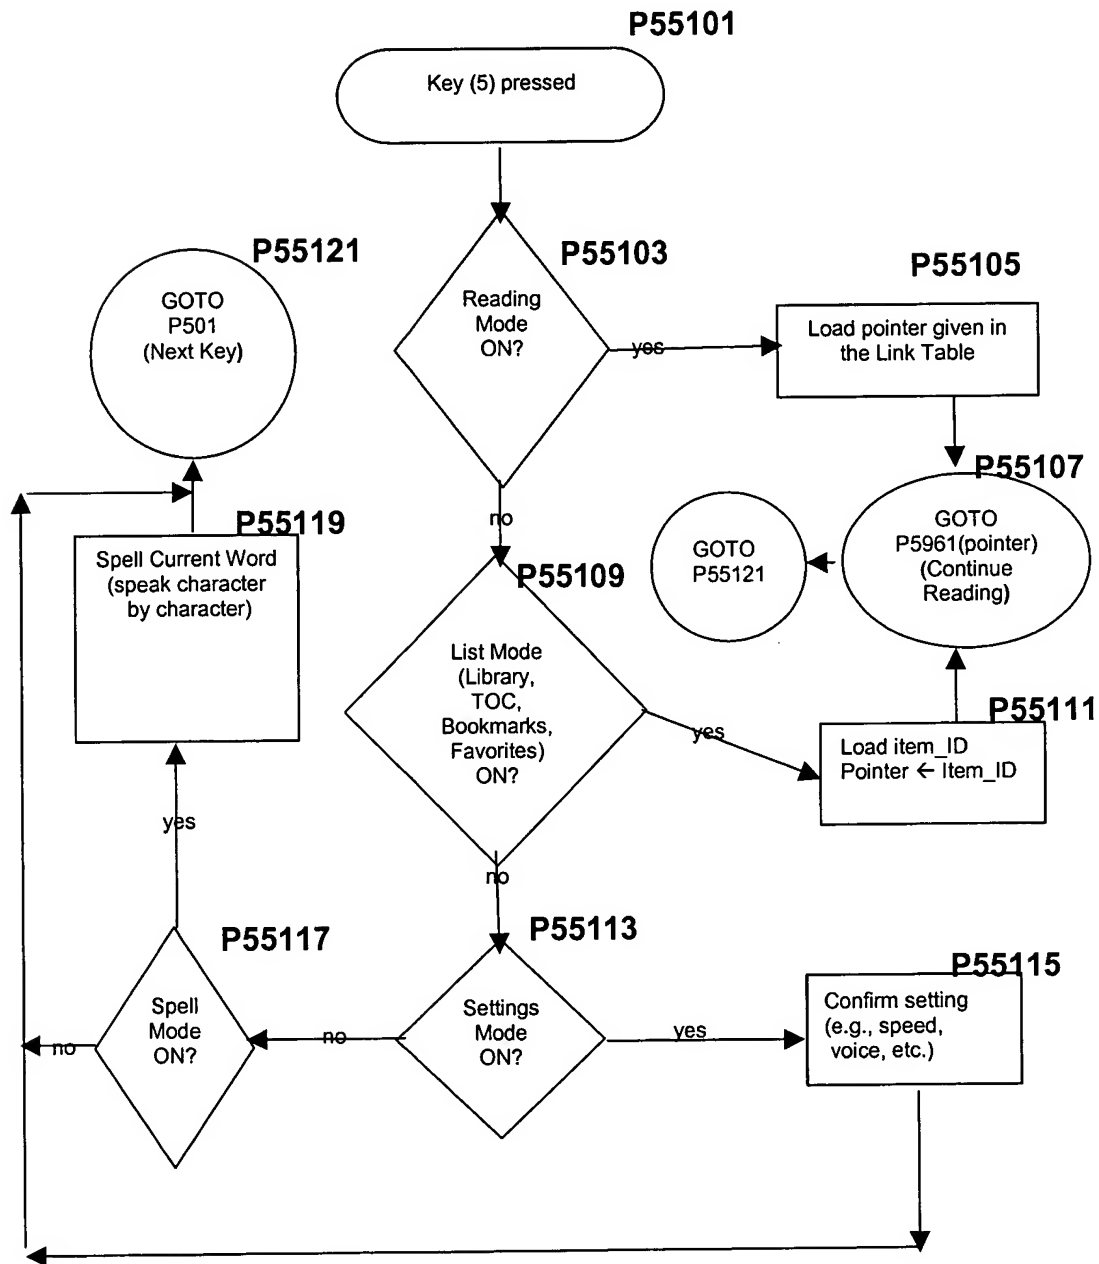 P55101
Key (5) pressed
P55121
GOTO
P501
(Next Key)
P55103
Reading
Mode
ON?
yes
P55105
Load pointer given in
the Link Table
P55107
GOTO
P5961(pointer)
(Continue
Reading)
GOTO
P55121
no
P55119
Spell Current Word
(speak character
by character)
P55109
List Mode
(Library,
TOC,
Bookmarks,
Favorites)
ON?
yes
P55111
Load item_ID
Pointer ← Item_ID
yes
no
P55117
Spell
Mode
ON?
no
P55113
Settings
Mode
ON?
no
yes
P55115
Confirm setting
(e.g., speed,
voice, etc.)